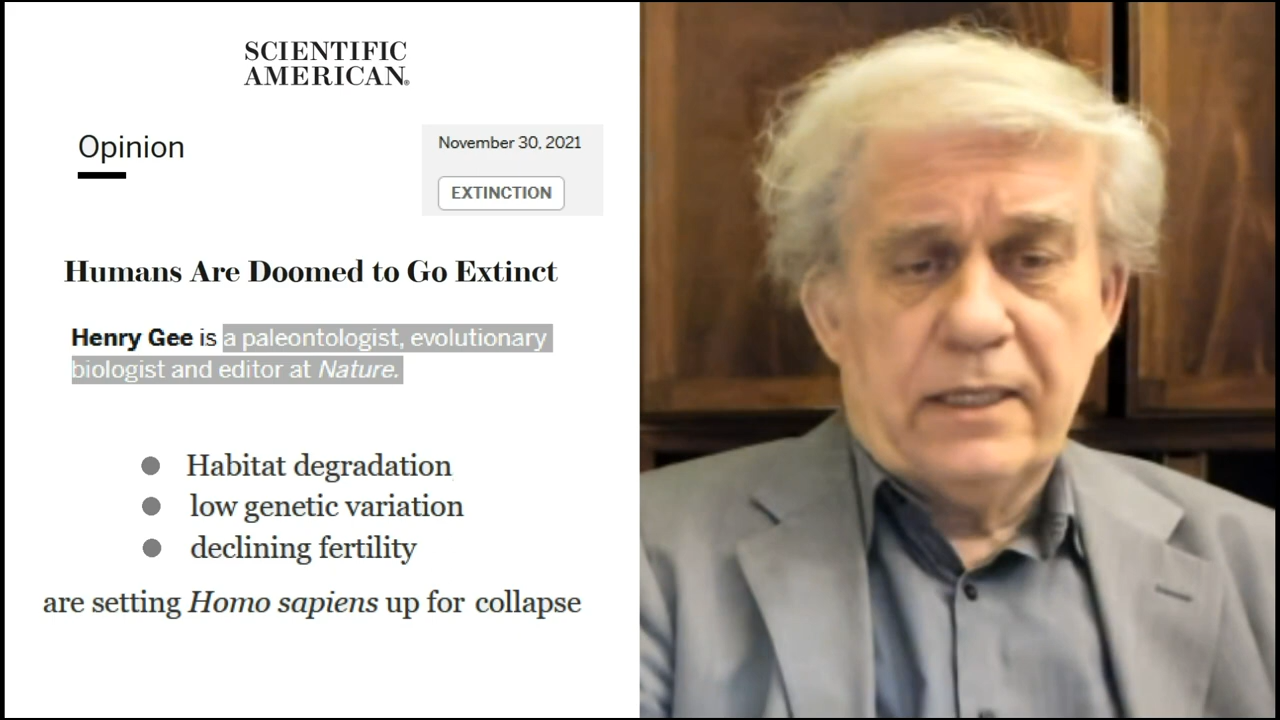 SCIENTIFIC
AMERICAN®
Opinion
November 30, 2021
EXTINCTION
Humans Are Doomed to Go Extinct
Henry Gee is a paleontologist, evolutionary
biologist and editor at Nature.
● Habitat degradation
● low genetic variation
● declining fertility
are setting Homo sapiens up for collapse